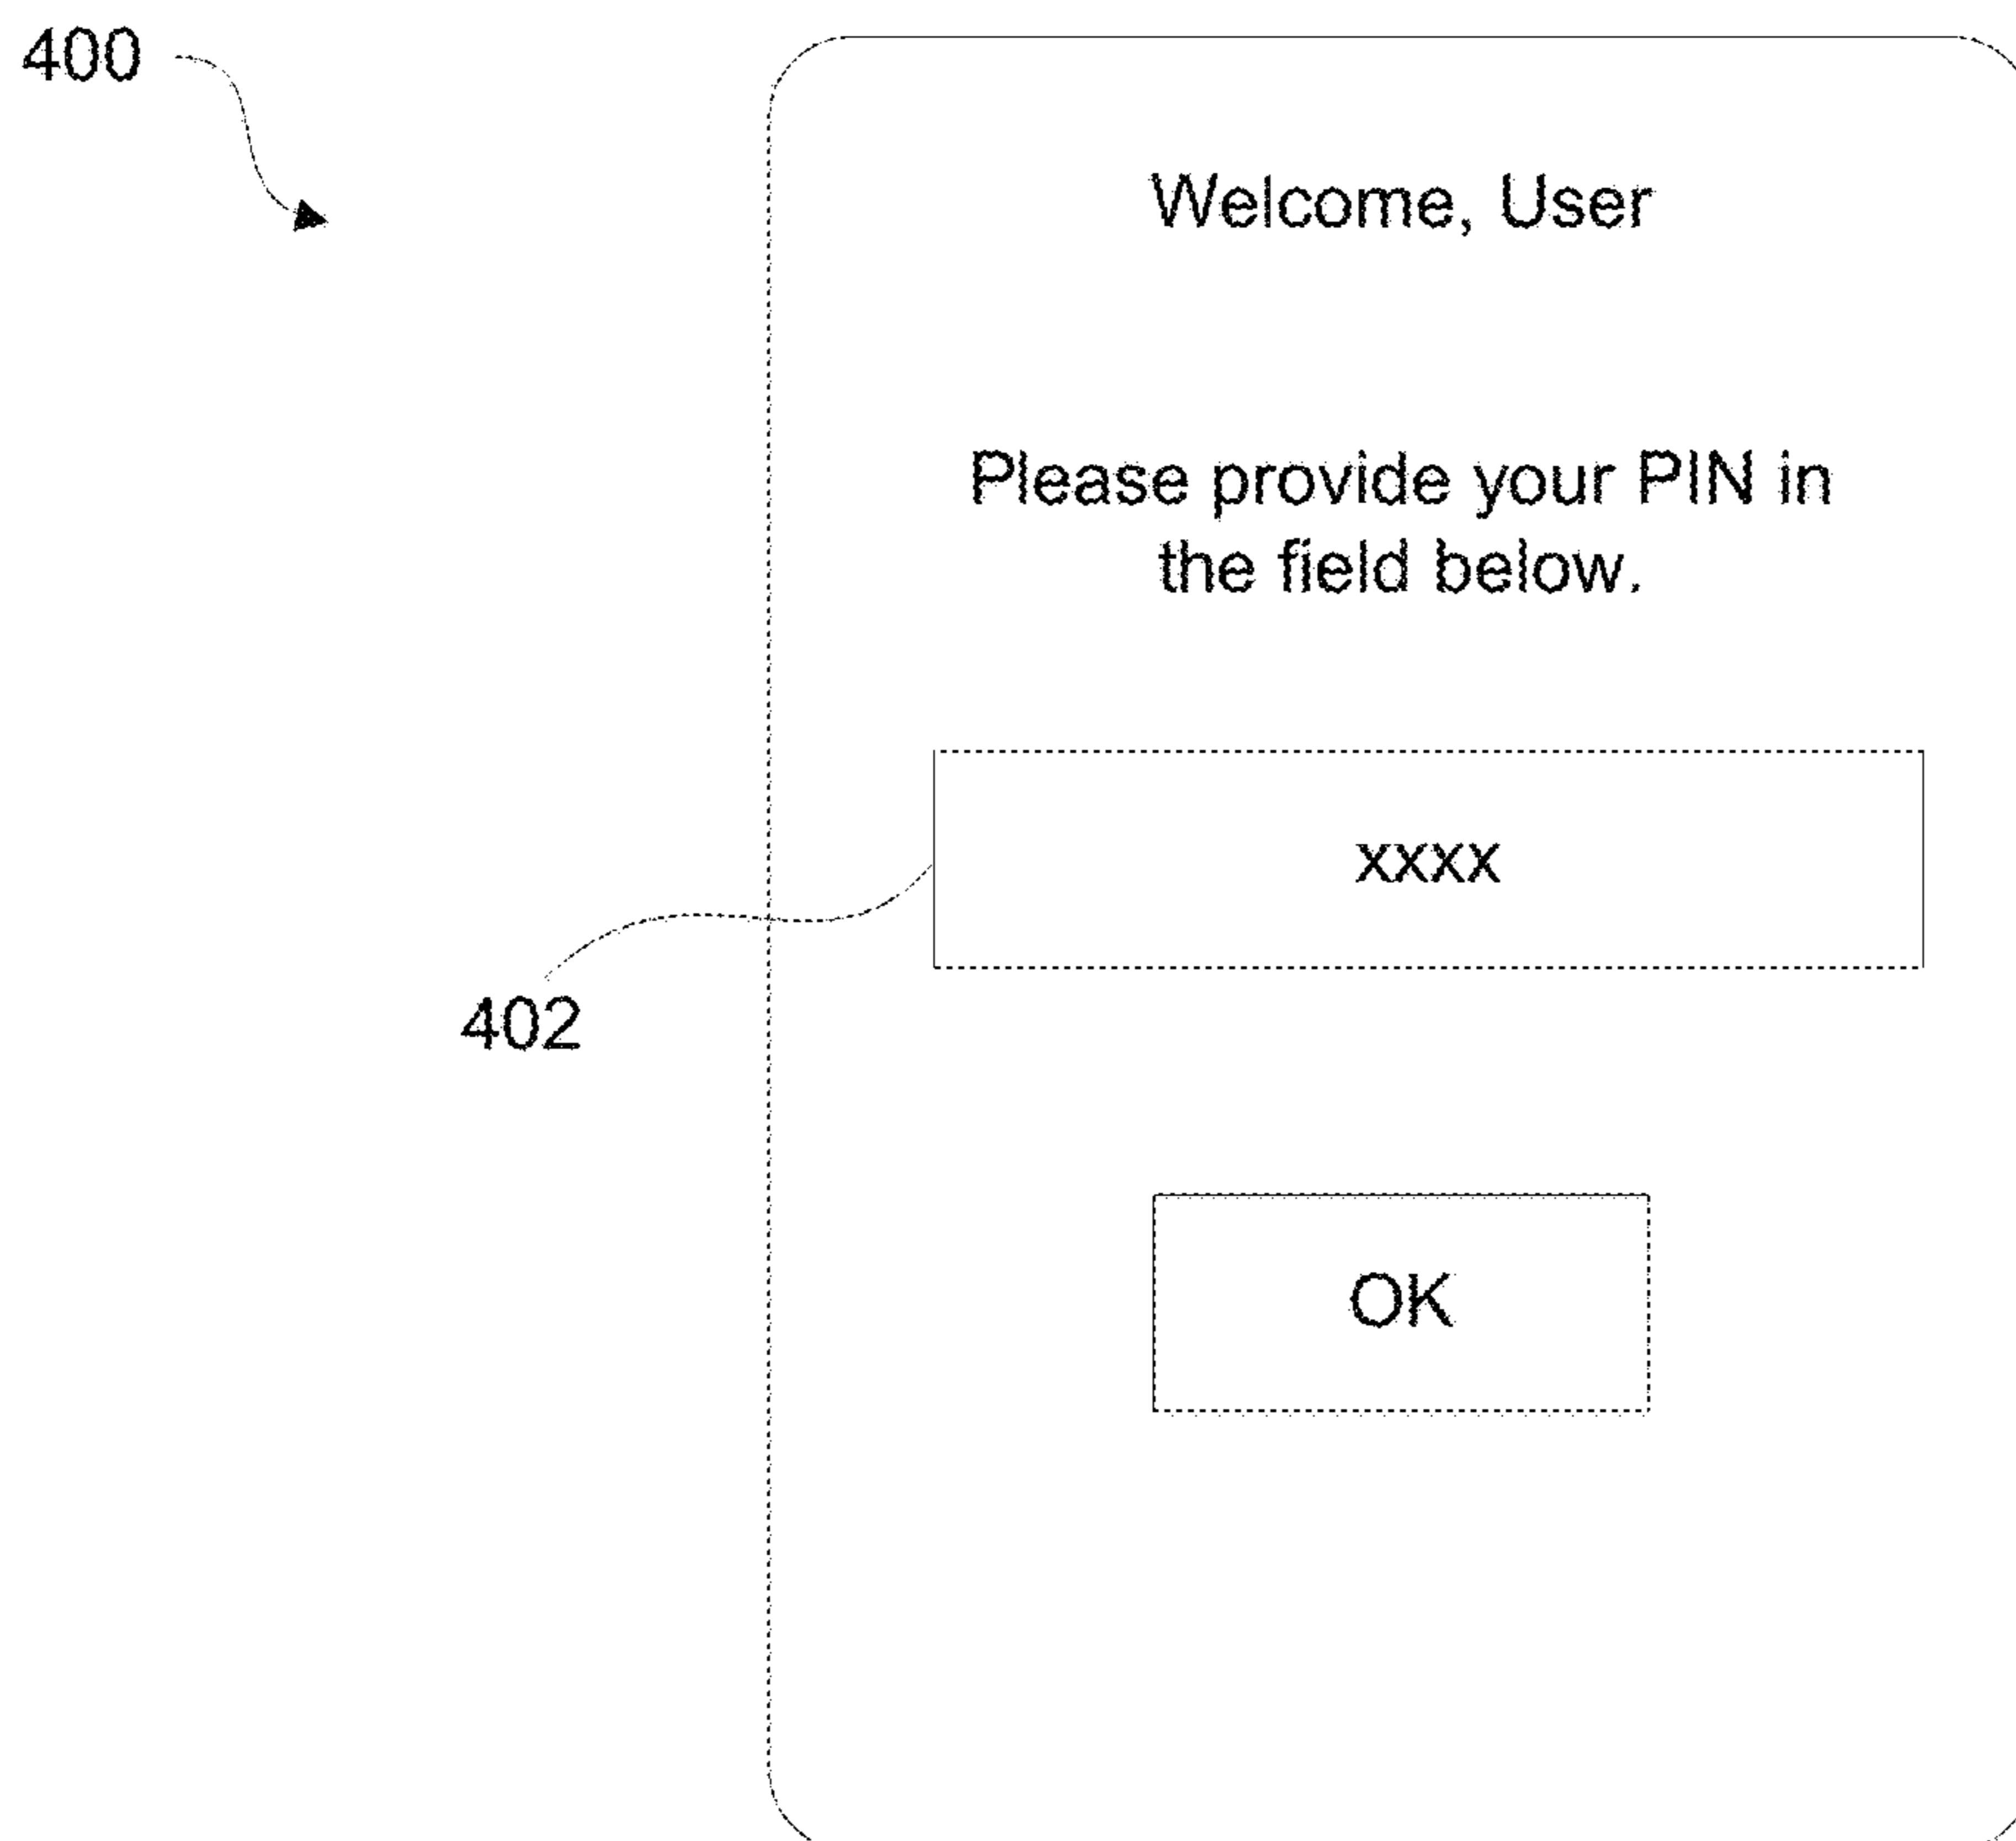 400
Welcome, User
Please provide your PIN in
the field below.
xxxx
402
OK